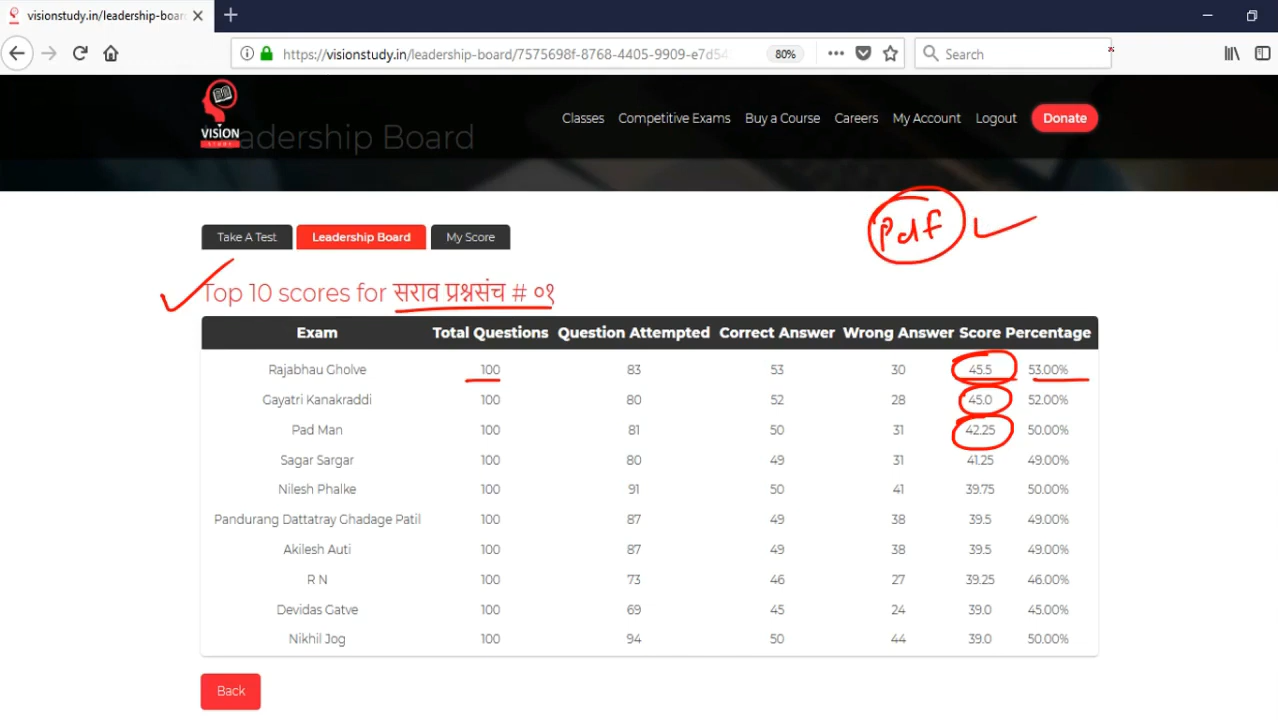 visionstudy.in/leadership-boar
https://visionstudy.in/leadership-board/7575698f-8768-4405-9909-e7d54
80%
Search
VISION
STUDY
Leadership Board
Classes Competitive Exams Buy a Course Careers My Account Logout Donate
pdf
Take A Test Leadership Board My Score
Top 10 scores for सराव प्रश्नसंच # ०१
Exam Total Questions Question Attempted Correct Answer Wrong Answer Score Percentage
Rajabhau Gholve 100 83 53 30 45.5 53.00%
Gayatri Kanakraddi 100 80 52 28 45.0 52.00%
Pad Man 100 81 50 31 42.25 50.00%
Sagar Sargar 100 80 49 31 41.25 49.00%
Nilesh Phalke 100 91 50 41 39.75 50.00%
Pandurang Dattatray Ghadage Patil 100 87 49 38 39.5 49.00%
Akilesh Auti 100 87 49 38 39.5 49.00%
R N 100 73 46 27 39.25 46.00%
Devidas Gatve 100 69 45 24 39.0 45.00%
Nikhil Jog 100 94 50 44 39.0 50.00%
Back